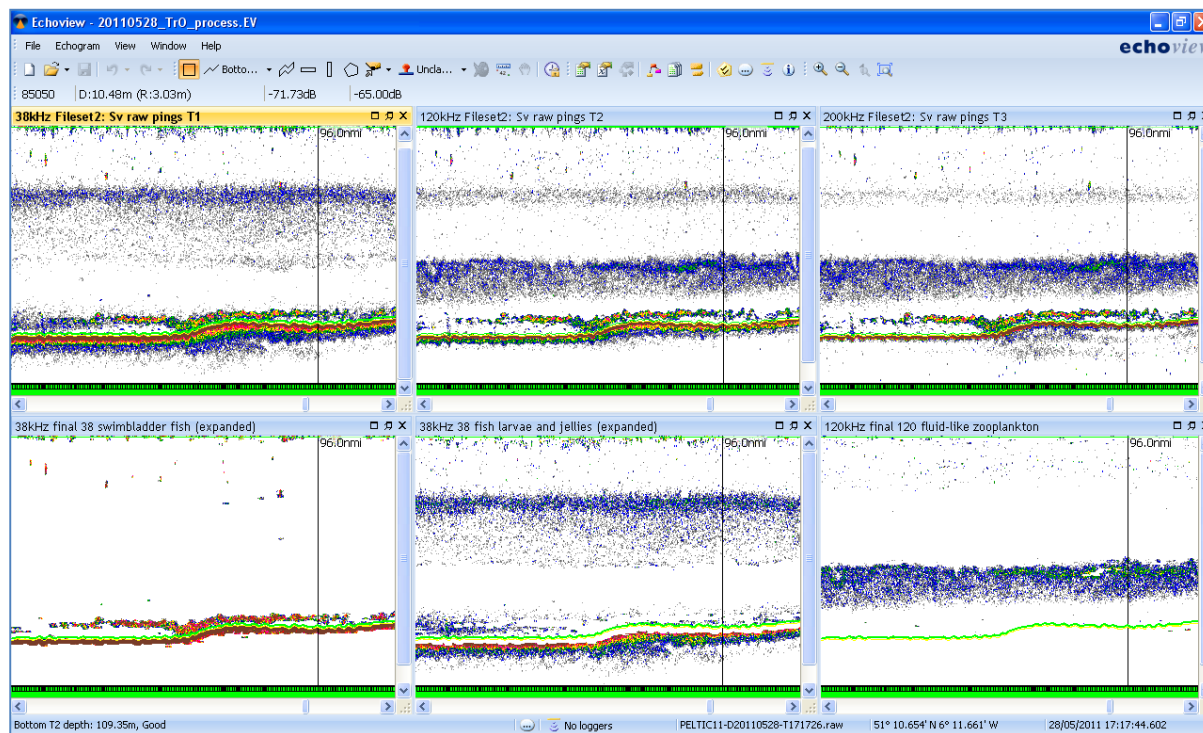 Echoview - 20110528_TrO_process.EV
File Echogram View Window Help
echoview
Botto... Uncla...
85050 D:10.48m (R:3.03m) -71.73dB -65.00dB
38kHz Fileset2: Sv raw pings T1
120kHz Fileset2: Sv raw pings T2
200kHz Fileset2: Sv raw pings T3
96.0nmi
96.0nmi
96.0nmi
38kHz final 38 swimbladder fish (expanded)
38kHz 38 fish larvae and jellies (expanded)
120kHz final 120 fluid-like zooplankton
96.0nmi
96.0nmi
96.0nmi
Bottom T2 depth: 109.35m, Good No loggers PELTIC11-D20110528-T171726.raw 51° 10.654' N 6° 11.661' W 28/05/2011 17:17:44.602